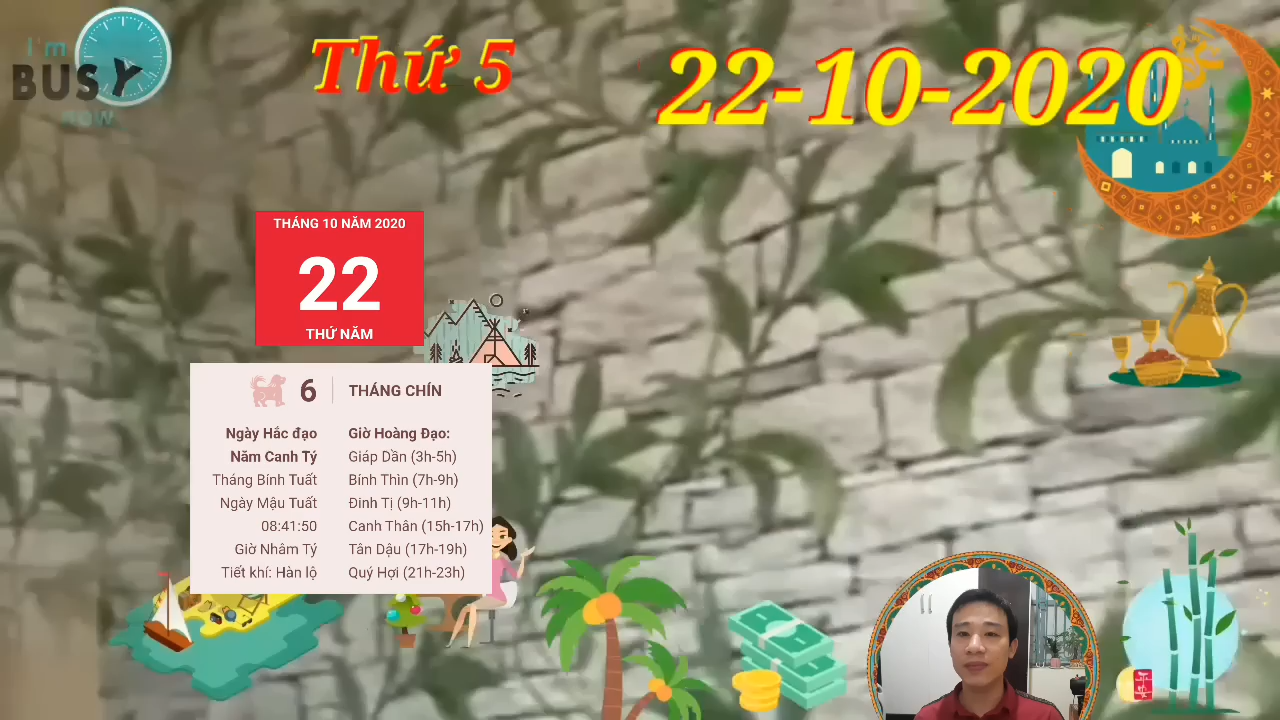 i'm
BUSY
now
Thứ 5
22-10-2020
THÁNG 10 NĂM 2020
22
THỨ NĂM
6 THÁNG CHÍN
Ngày Hắc đạo
Năm Canh Tý
Tháng Bính Tuất
Ngày Mậu Tuất
08:41:50
Giờ Nhâm Tý
Tiết khí: Hàn lộ
Giờ Hoàng Đạo:
Giáp Dần (3h-5h)
Bính Thìn (7h-9h)
Đinh Tị (9h-11h)
Canh Thân (15h-17h)
Tân Dậu (17h-19h)
Quý Hợi (21h-23h)